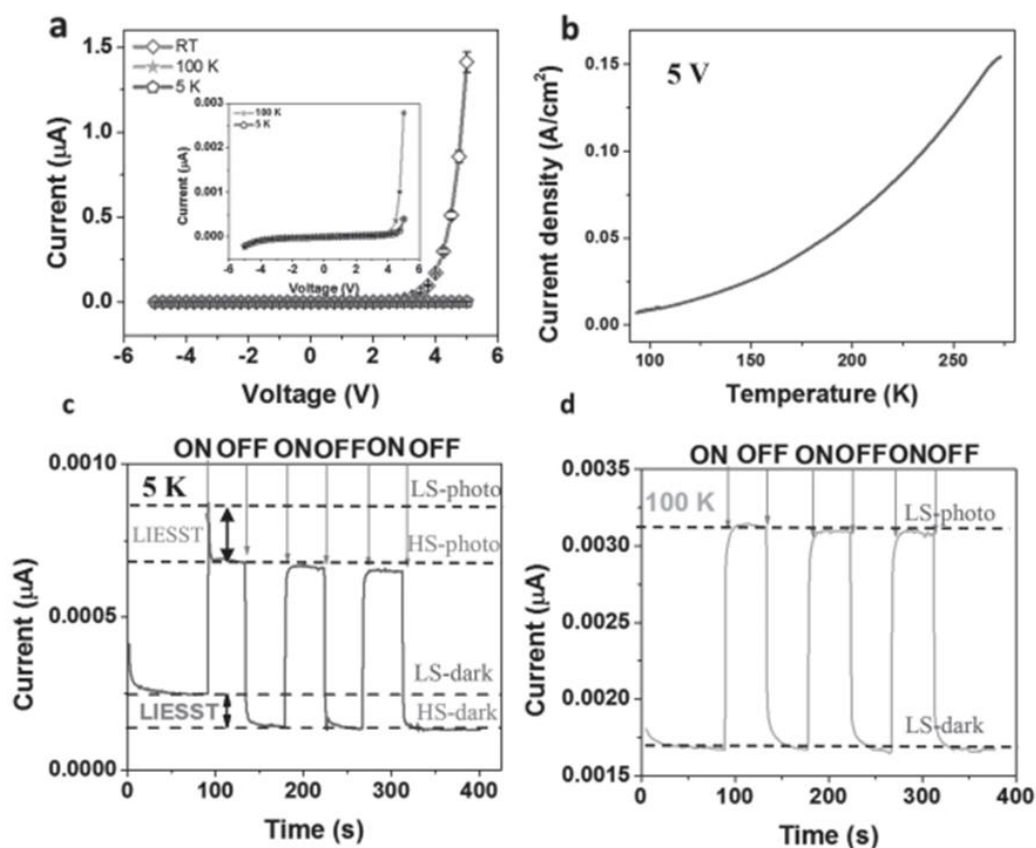 a
RT
100 K
5 K
Current (μA)
1.5
1.0
0.5
0.0
-6
-4
-2
0
2
4
6
Voltage (V)
100 K
5 K
Current (μA)
0.003
0.002
0.001
0.000
-6
-4
-2
0
2
4
6
Voltage (V)
b
5 V
Current density (A/cm²)
0.15
0.10
0.05
0.00
100
150
200
250
Temperature (K)
c
ON OFF ON OFF ON OFF
5 K
LS-photo
LIESST
HS-photo
LS-dark
LIESST
HS-dark
Current (μA)
0.0010
0.0005
0.0000
0
100
200
300
400
Time (s)
d
ON OFF ON OFF ON OFF
100 K
LS-photo
LS-dark
Current (μA)
0.0035
0.0030
0.0025
0.0020
0.0015
0
100
200
300
400
Time (s)